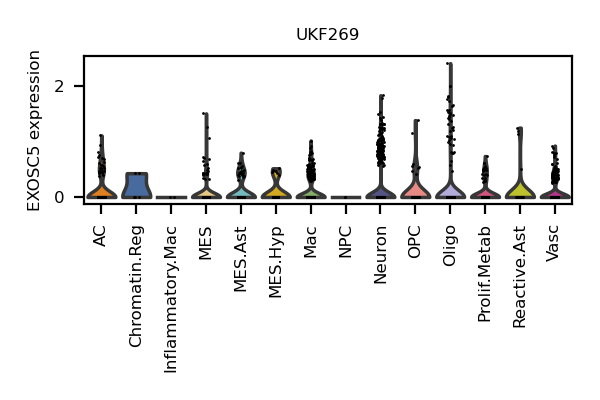 UKF269
EXOSC5 expression
2
0
AC
Chromatin.Reg
Inflammatory.Mac
MES
MES.Ast
MES.Hyp
Mac
NPC
Neuron
OPC
Oligo
Prolif.Metab
Reactive.Ast
Vasc